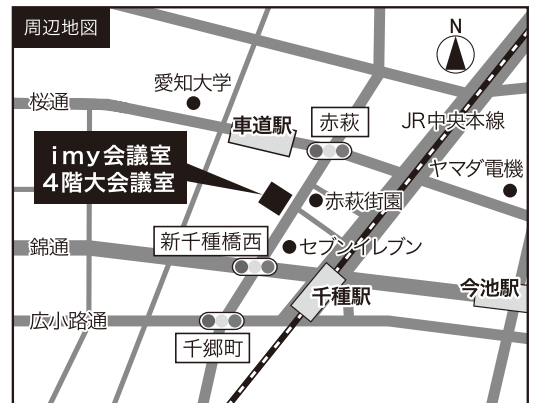 周辺地図
N
愛知大学
桜通
車道駅
赤萩
JR中央本線
imy会議室
4階大会議室
ヤマダ電機
赤萩街園
新千種橋西
錦通
セブンイレブン
千種駅
今池駅
広小路通
千郷町